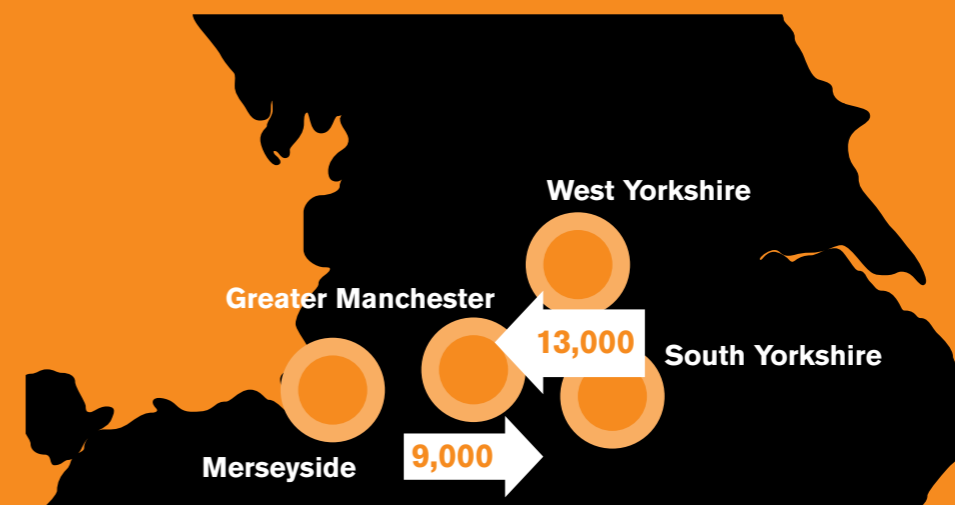 West Yorkshire
Greater Manchester
13,000
South Yorkshire
9,000
Merseyside